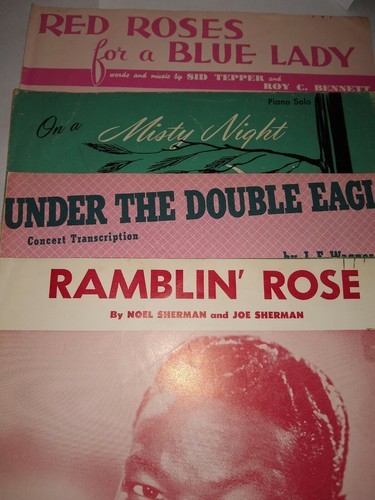 RED ROSES
for a BLUE LADY
words and music by SID TEPPER and
ROY C. BENNETT
Piano Solo
On a
Misty Night
UNDER THE DOUBLE EAGL
Concert Transcription
by J. F. Wagner
RAMBLIN' ROSE
By NOEL SHERMAN and JOE SHERMAN